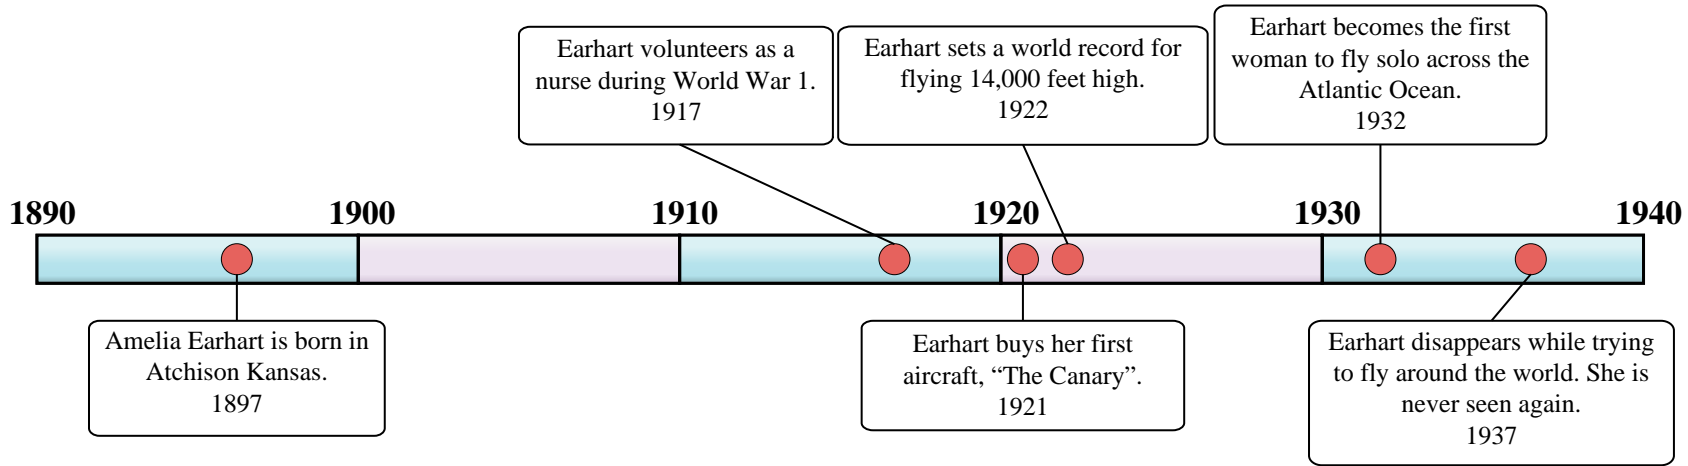 Earhart volunteers as a
nurse during World War 1.
1917
Earhart sets a world record for
flying 14,000 feet high.
1922
Earhart becomes the first
woman to fly solo across the
Atlantic Ocean.
1932
1890
1900
1910
1920
1930
1940
Amelia Earhart is born in
Atchison Kansas.
1897
Earhart buys her first
aircraft, “The Canary”.
1921
Earhart disappears while trying
to fly around the world. She is
never seen again.
1937